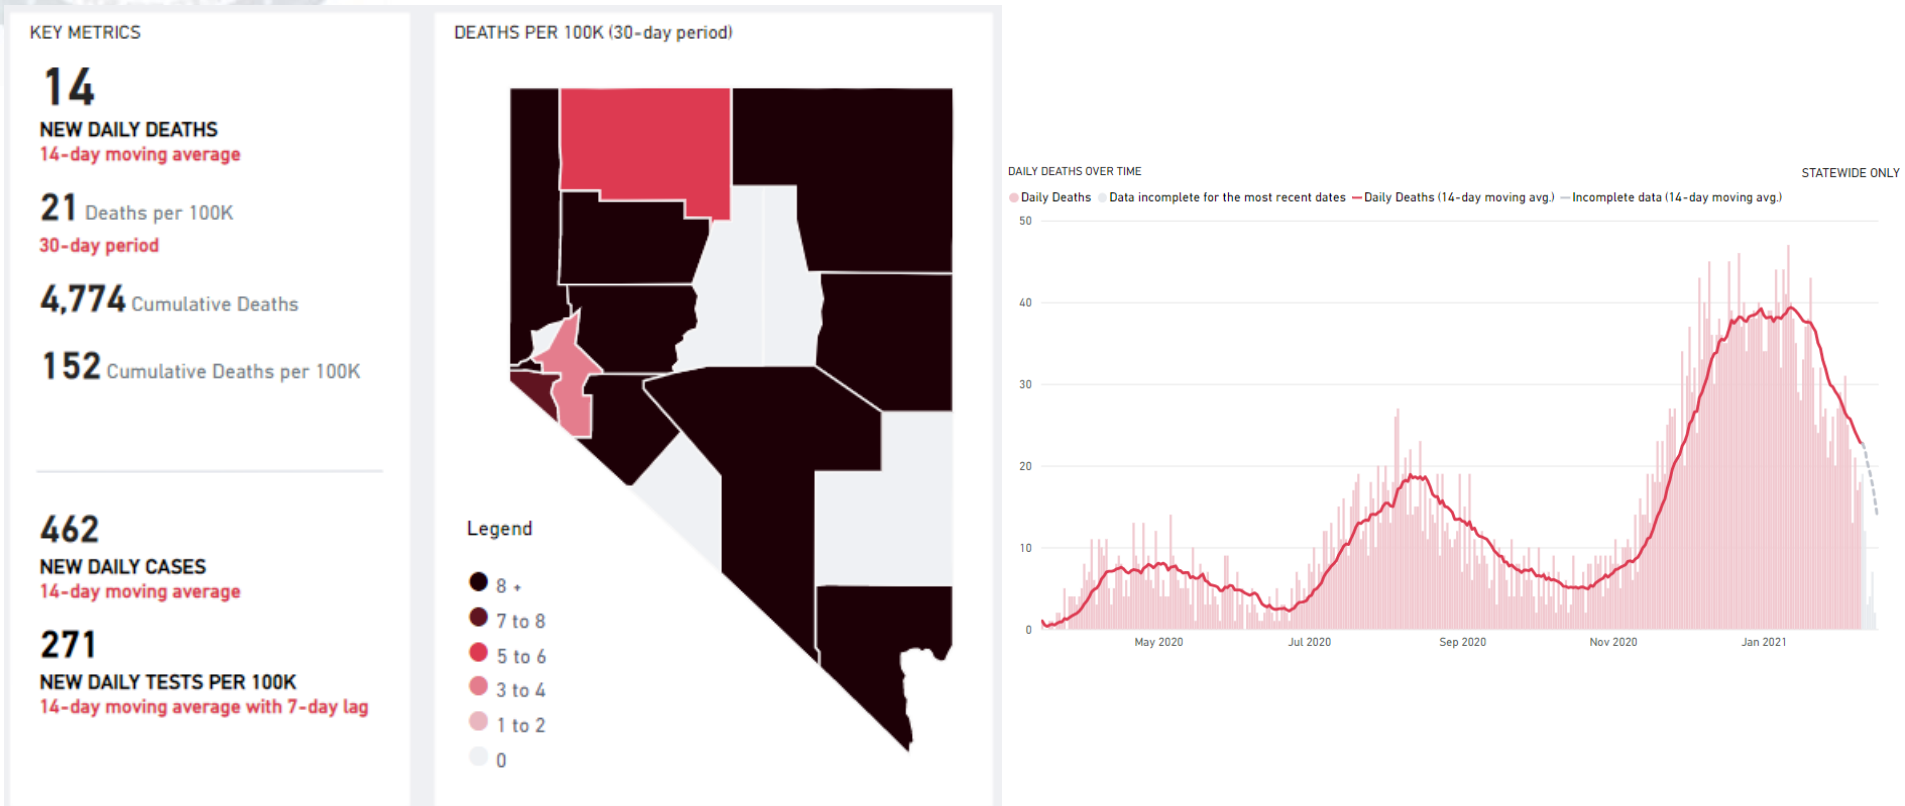 KEY METRICS
14
NEW DAILY DEATHS
14-day moving average
21 Deaths per 100K
30-day period
4,774 Cumulative Deaths
152 Cumulative Deaths per 100K
462
NEW DAILY CASES
14-day moving average
271
NEW DAILY TESTS PER 100K
14-day moving average with 7-day lag
DEATHS PER 100K (30-day period)
Legend
8 +
7 to 8
5 to 6
3 to 4
1 to 2
0
DAILY DEATHS OVER TIME
STATEWIDE ONLY
Daily Deaths Data incomplete for the most recent dates Daily Deaths (14-day moving avg.) Incomplete data (14-day moving avg.)
50
40
30
20
10
0
May 2020 Jul 2020 Sep 2020 Nov 2020 Jan 2021